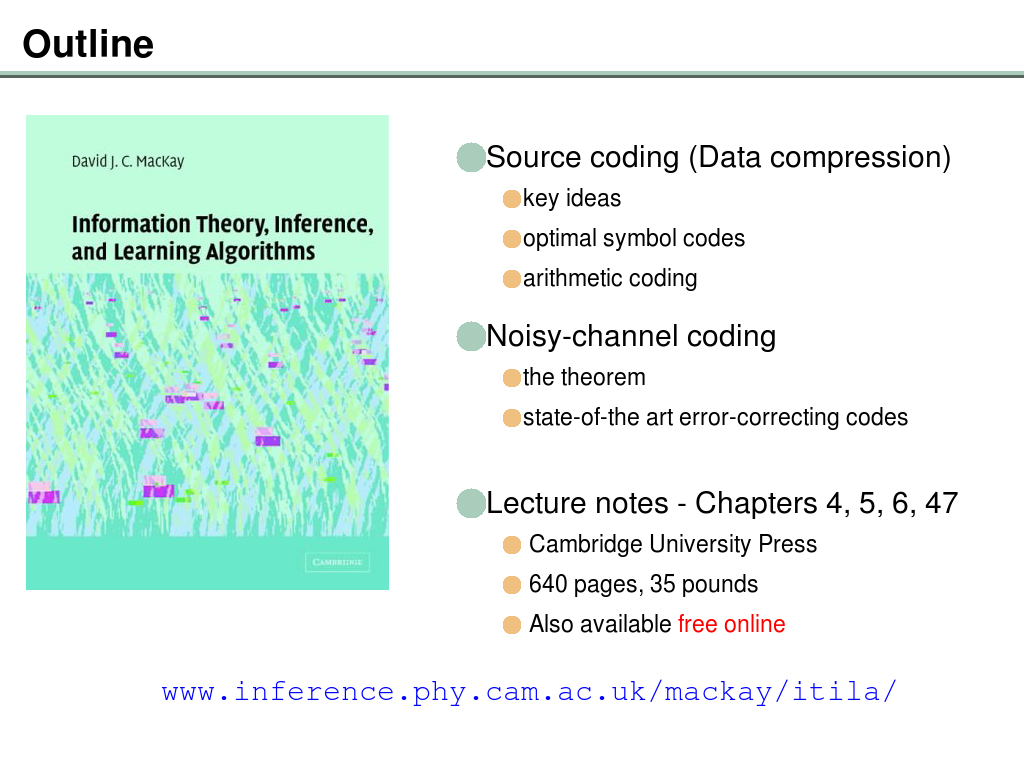 Outline
David J. C. MacKay
Information Theory, Inference,
and Learning Algorithms
CAMBRIDGE
Source coding (Data compression)
key ideas
optimal symbol codes
arithmetic coding
Noisy-channel coding
the theorem
state-of-the art error-correcting codes
Lecture notes - Chapters 4, 5, 6, 47
Cambridge University Press
640 pages, 35 pounds
Also available free online
www.inference.phy.cam.ac.uk/mackay/itila/